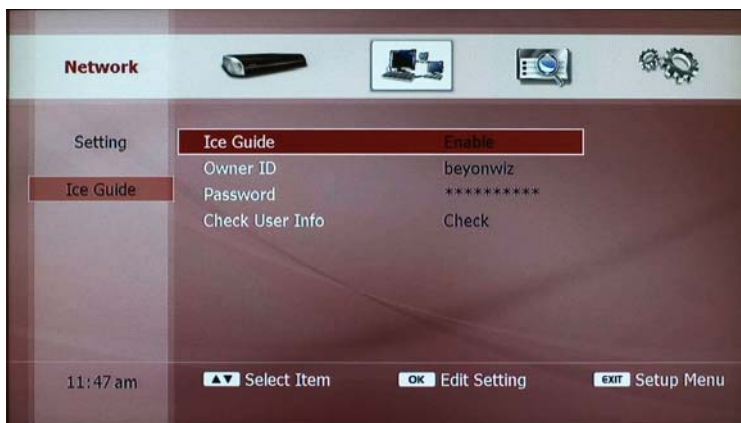 Network
Setting
Ice Guide
Ice Guide Enable
Owner ID beyonwiz
Password **********
Check User Info Check
11:47 am
▲▼ Select Item OK Edit Setting EXIT Setup Menu